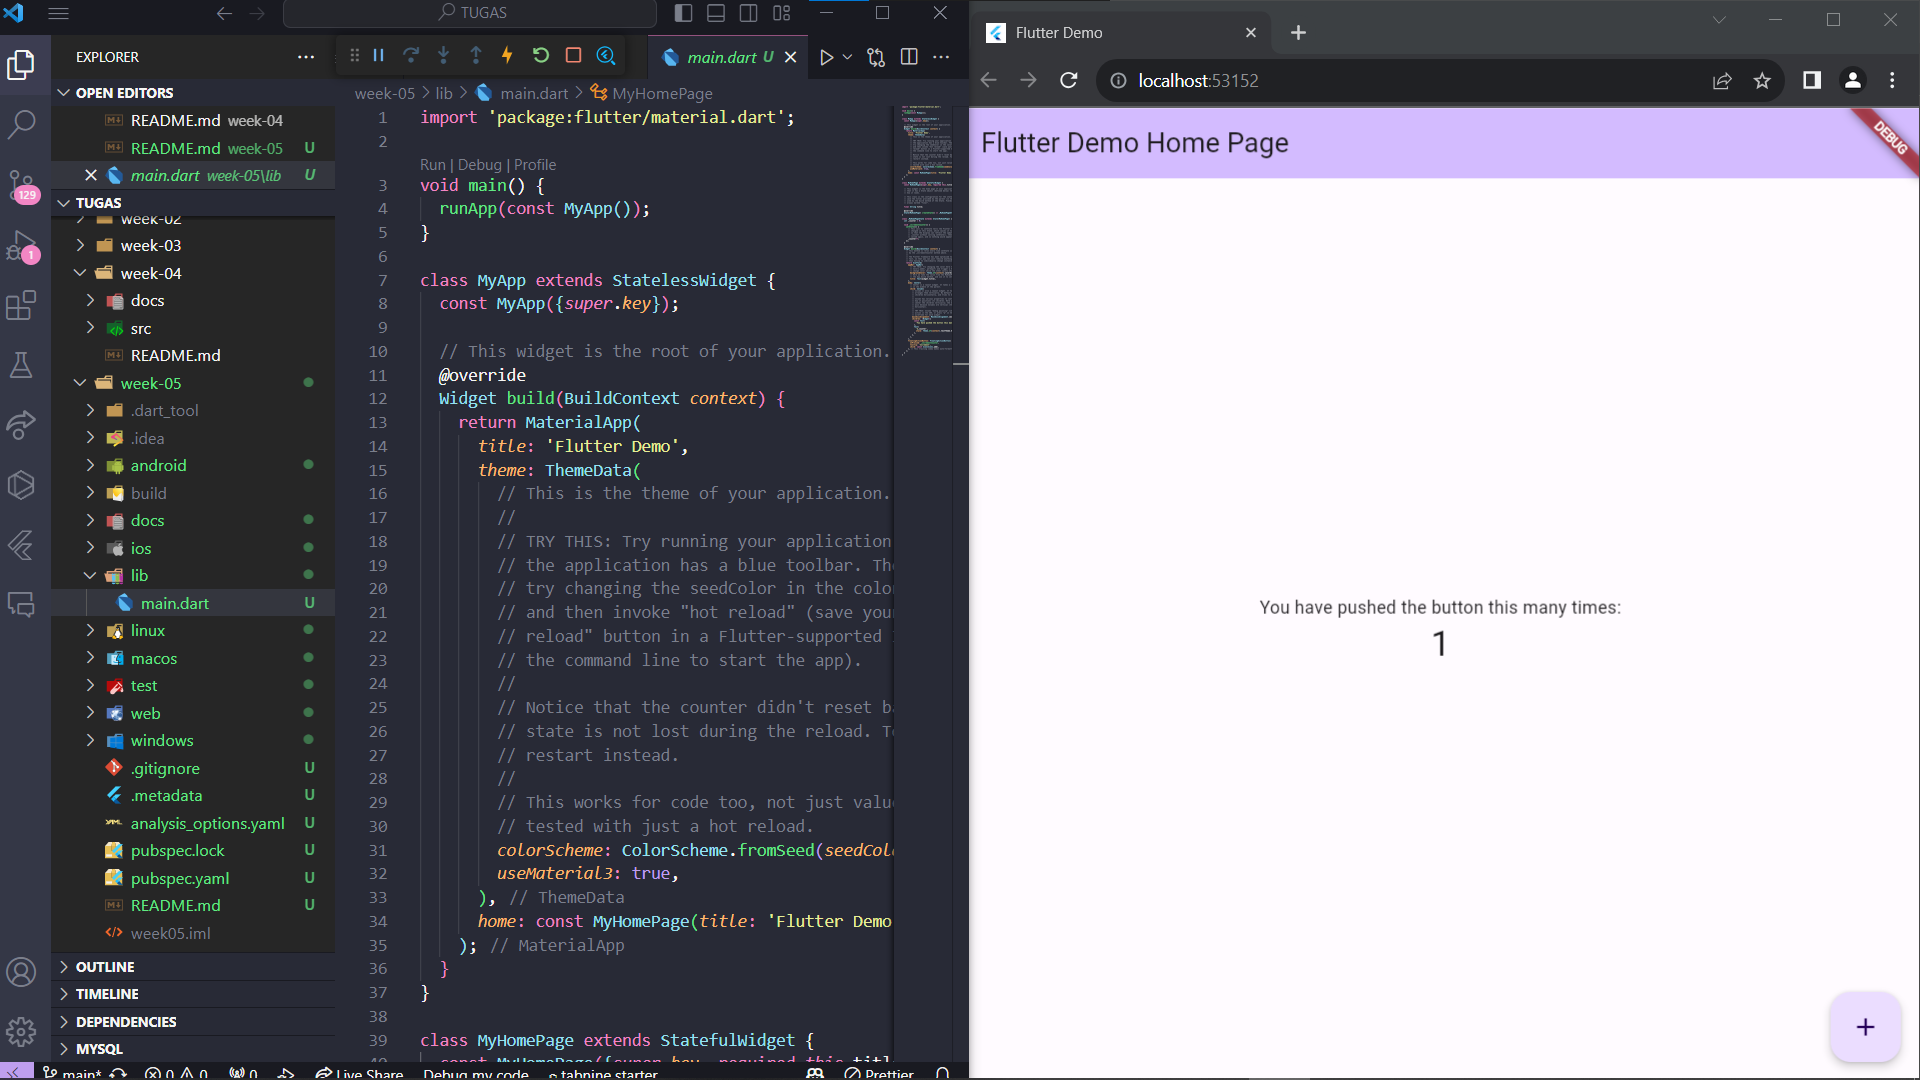 TUGAS
EXPLORER
OPEN EDITORS
README.md week-04
README.md week-05 U
main.dart week-05\lib U
129
1
TUGAS
week-02
week-03
week-04
docs
src
README.md
week-05
.dart_tool
.idea
android
build
docs
ios
lib
main.dart U
linux
macos
test
web
windows
.gitignore U
.metadata U
analysis_options.yaml U
pubspec.lock U
pubspec.yaml U
README.md U
week05.iml
OUTLINE
TIMELINE
DEPENDENCIES
MYSQL
main.dart U
week-05 > lib > main.dart > MyHomePage
1 import 'package:flutter/material.dart';
2
Run | Debug | Profile
3 void main() {
4 runApp(const MyApp());
5 }
6
7 class MyApp extends StatelessWidget {
8 const MyApp({super.key});
9
10 // This widget is the root of your application.
11 @override
12 Widget build(BuildContext context) {
13 return MaterialApp(
14 title: 'Flutter Demo',
15 theme: ThemeData(
16 // This is the theme of your application.
17 //
18 // TRY THIS: Try running your application
19 // the application has a blue toolbar. The
20 // try changing the seedColor in the colo
21 // and then invoke "hot reload" (save your
22 // reload" button in a Flutter-supported
23 // the command line to start the app).
24 //
25 // Notice that the counter didn't reset b
26 // state is not lost during the reload. T
27 // restart instead.
28 //
29 // This works for code too, not just valu
30 // tested with just a hot reload.
31 colorScheme: ColorScheme.fromSeed(seedCol
32 useMaterial3: true,
33 ), // ThemeData
34 home: const MyHomePage(title: 'Flutter Demo
35 ); // MaterialApp
36 }
37 }
38
39 class MyHomePage extends StatefulWidget {
40 const MyHomePage({super.key, required this.titl
main* 0 0 0 Live Share Debug my code tabnine starter Prettier
Flutter Demo
localhost:53152
Flutter Demo Home Page
DEBUG
You have pushed the button this many times:
1
+